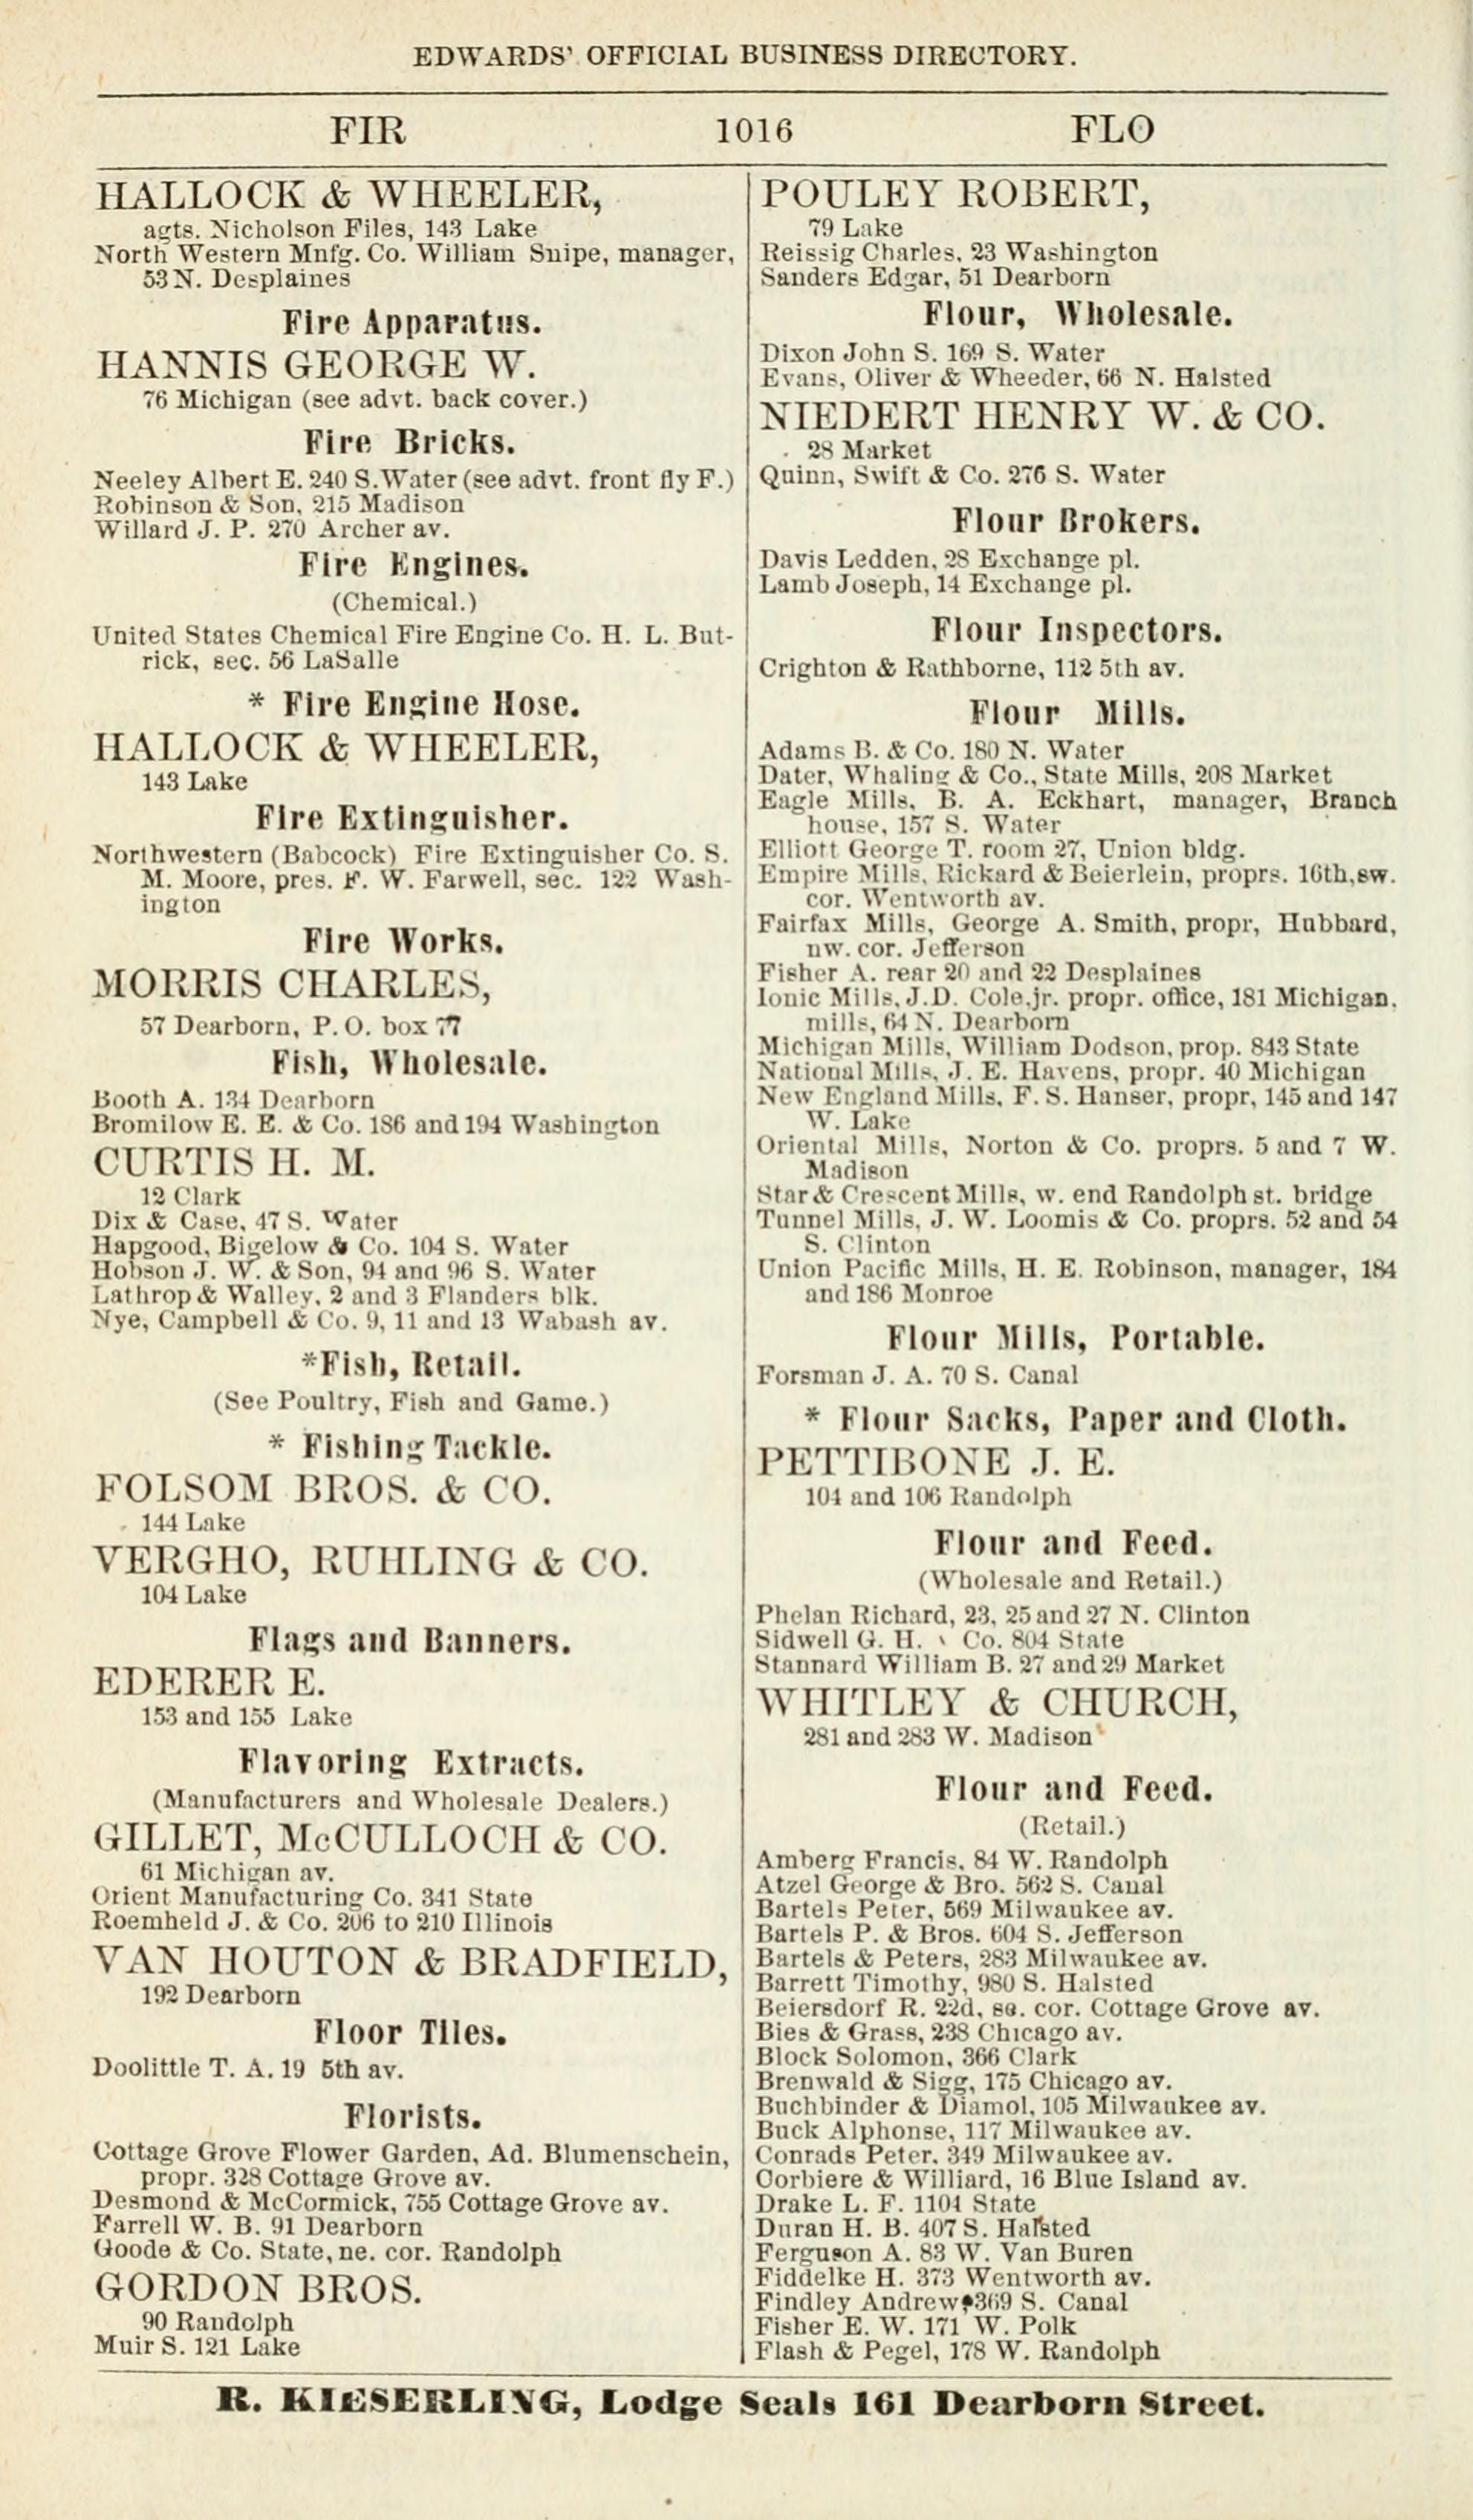 EDWARDS' OFFICIAL BUSINESS DIRECTORY.
FIR 1016 FLO
HALLOCK & WHEELER,
agts. Nicholson Files, 143 Lake
North Western Mnfg. Co. William Snipe, manager,
53 N. Desplaines
Fire Apparatus.
HANNIS GEORGE W.
76 Michigan (see advt. back cover.)
Fire Bricks.
Neeley Albert E. 240 S. Water (see advt. front fly F.)
Robinson & Son, 215 Madison
Willard J. P. 270 Archer av.
Fire Engines.
(Chemical.)
United States Chemical Fire Engine Co. H. L. But-
rick, sec. 56 LaSalle
* Fire Engine Hose.
HALLOCK & WHEELER,
143 Lake
Fire Extinguisher.
Northwestern (Babcock) Fire Extinguisher Co. S.
M. Moore, pres. F. W. Farwell, sec. 122 Wash-
ington
Fire Works.
MORRIS CHARLES,
57 Dearborn, P. O. box 77
Fish, Wholesale.
Booth A. 134 Dearborn
Bromilow E. E. & Co. 186 and 194 Washington
CURTIS H. M.
12 Clark
Dix & Case, 47 S. Water
Hapgood, Bigelow & Co. 104 S. Water
Hobson J. W. & Son, 94 and 96 S. Water
Lathrop & Walley, 2 and 3 Flanders blk.
Nye, Campbell & Co. 9, 11 and 13 Wabash av.
*Fish, Retail.
(See Poultry, Fish and Game.)
* Fishing Tackle.
FOLSOM BROS. & CO.
144 Lake
VERGHO, RUHLING & CO.
104 Lake
Flags and Banners.
EDERER E.
153 and 155 Lake
Flavoring Extracts.
(Manufacturers and Wholesale Dealers.)
GILLET, McCULLOCH & CO.
61 Michigan av.
Orient Manufacturing Co. 341 State
Roemheld J. & Co. 206 to 210 Illinois
VAN HOUTON & BRADFIELD,
192 Dearborn
Floor Tiles.
Doolittle T. A. 19 5th av.
Florists.
Cottage Grove Flower Garden, Ad. Blumenschein,
propr. 328 Cottage Grove av.
Desmond & McCormick, 755 Cottage Grove av.
Farrell W. B. 91 Dearborn
Goode & Co. State, ne. cor. Randolph
GORDON BROS.
90 Randolph
Muir S. 121 Lake
POULEY ROBERT,
79 Lake
Reissig Charles, 23 Washington
Sanders Edgar, 51 Dearborn
Flour, Wholesale.
Dixon John S. 169 S. Water
Evans, Oliver & Wheeder, 66 N. Halsted
NIEDERT HENRY W. & CO.
28 Market
Quinn, Swift & Co. 276 S. Water
Flour Brokers.
Davis Ledden, 28 Exchange pl.
Lamb Joseph, 14 Exchange pl.
Flour Inspectors.
Crighton & Rathborne, 112 5th av.
Flour Mills.
Adams B. & Co. 180 N. Water
Dater, Whaling & Co., State Mills, 208 Market
Eagle Mills, B. A. Eckhart, manager, Branch
house, 157 S. Water
Elliott George T. room 27, Union bldg.
Empire Mills, Rickard & Beierlein, proprs. 16th, sw.
cor. Wentworth av.
Fairfax Mills, George A. Smith, propr, Hubbard,
nw. cor. Jefferson
Fisher A. rear 20 and 22 Desplaines
Ionic Mills, J.D. Cole, jr. propr. office, 181 Michigan.
mills, 64 N. Dearborn
Michigan Mills, William Dodson, prop. 843 State
National Mills, J. E. Havens, propr. 40 Michigan
New England Mills, F. S. Hanser, propr, 145 and 147
W. Lake
Oriental Mills, Norton & Co. proprs. 5 and 7 W.
Madison
Star & Crescent Mills, w. end Randolph st. bridge
Tunnel Mills, J. W. Loomis & Co. proprs. 52 and 54
S. Clinton
Union Pacific Mills, H. E. Robinson, manager, 184
and 186 Monroe
Flour Mills, Portable.
Forsman J. A. 70 S. Canal
* Flour Sacks, Paper and Cloth.
PETTIBONE J. E.
104 and 106 Randolph
Flour and Feed.
(Wholesale and Retail.)
Phelan Richard, 23, 25 and 27 N. Clinton
Sidwell G. H. Co. 804 State
Stannard William B. 27 and 29 Market
WHITLEY & CHURCH,
281 and 283 W. Madison
Flour and Feed.
(Retail.)
Amberg Francis, 84 W. Randolph
Atzel George & Bro. 562 S. Canal
Bartels Peter, 569 Milwaukee av.
Bartels P. & Bros. 604 S. Jefferson
Bartels & Peters, 283 Milwaukee av.
Barrett Timothy, 980 S. Halsted
Beiersdorf R. 22d, se. cor. Cottage Grove av.
Bies & Grass, 238 Chicago av.
Block Solomon, 366 Clark
Brenwald & Sigg, 175 Chicago av.
Buchbinder & Diamol, 105 Milwaukee av.
Buck Alphonse, 117 Milwaukee av.
Conrads Peter, 349 Milwaukee av.
Corbiere & Williard, 16 Blue Island av.
Drake L. F. 1104 State
Duran H. B. 407 S. Halsted
Ferguson A. 83 W. Van Buren
Fiddelke H. 373 Wentworth av.
Findley Andrew, 369 S. Canal
Fisher E. W. 171 W. Polk
Flash & Pegel, 178 W. Randolph
R. KIESERLING, Lodge Seals 161 Dearborn Street.